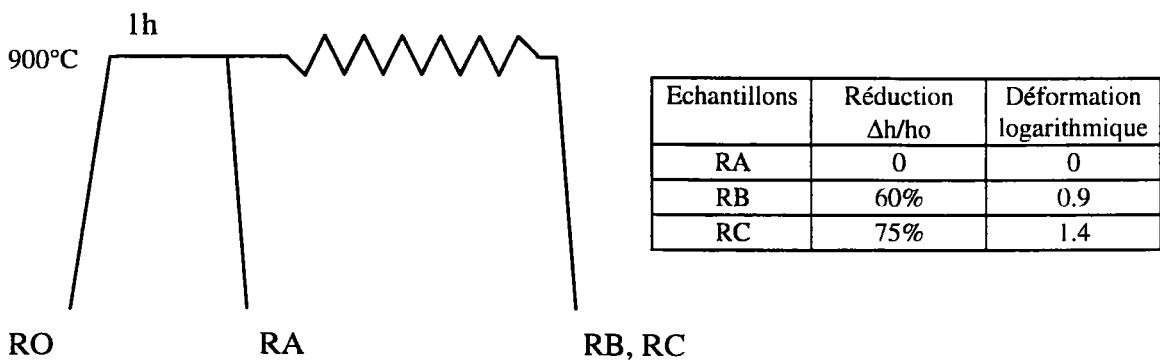 1h
900°C
RO
RA
RB, RC
Echantillons Réduction Δh/ho Déformation logarithmique
RA 0 0
RB 60% 0.9
RC 75% 1.4